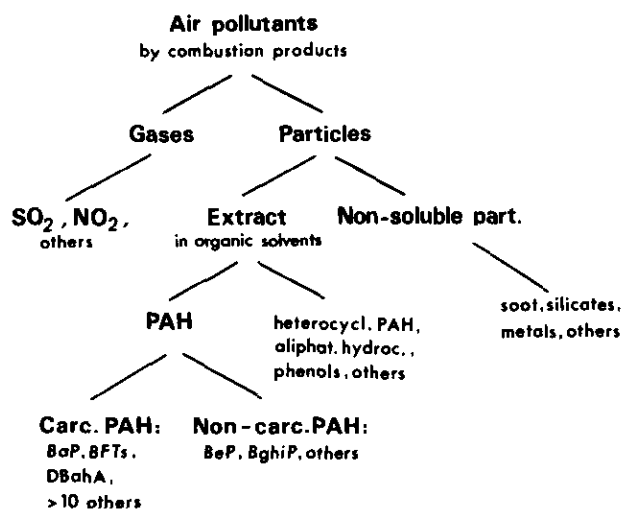 Air pollutants
by combustion products
Gases
Particles
SO₂, NO₂,
others
Extract
in organic solvents
Non-soluble part.
PAH
heterocycl. PAH,
aliphat. hydroc.,
phenols, others
soot, silicates,
metals, others
Carc. PAH:
BaP, BFTs,
DBahA,
>10 others
Non-carc. PAH:
BeP, BghiP, others